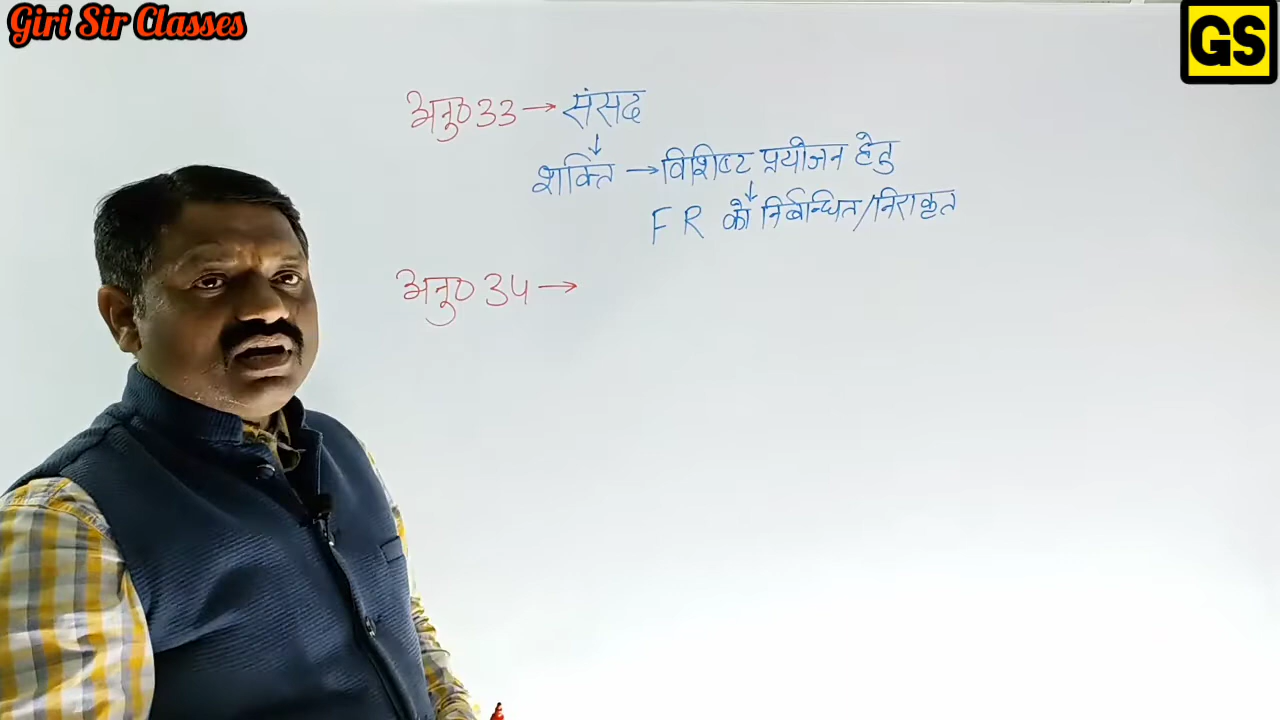 Giri Sir Classes
GS
अनु० 33 → संसद
↓
शक्ति → विशिष्ट प्रयोजन हेतु
↓
FR को निर्बन्धित/निराकृत
अनु० 34 →